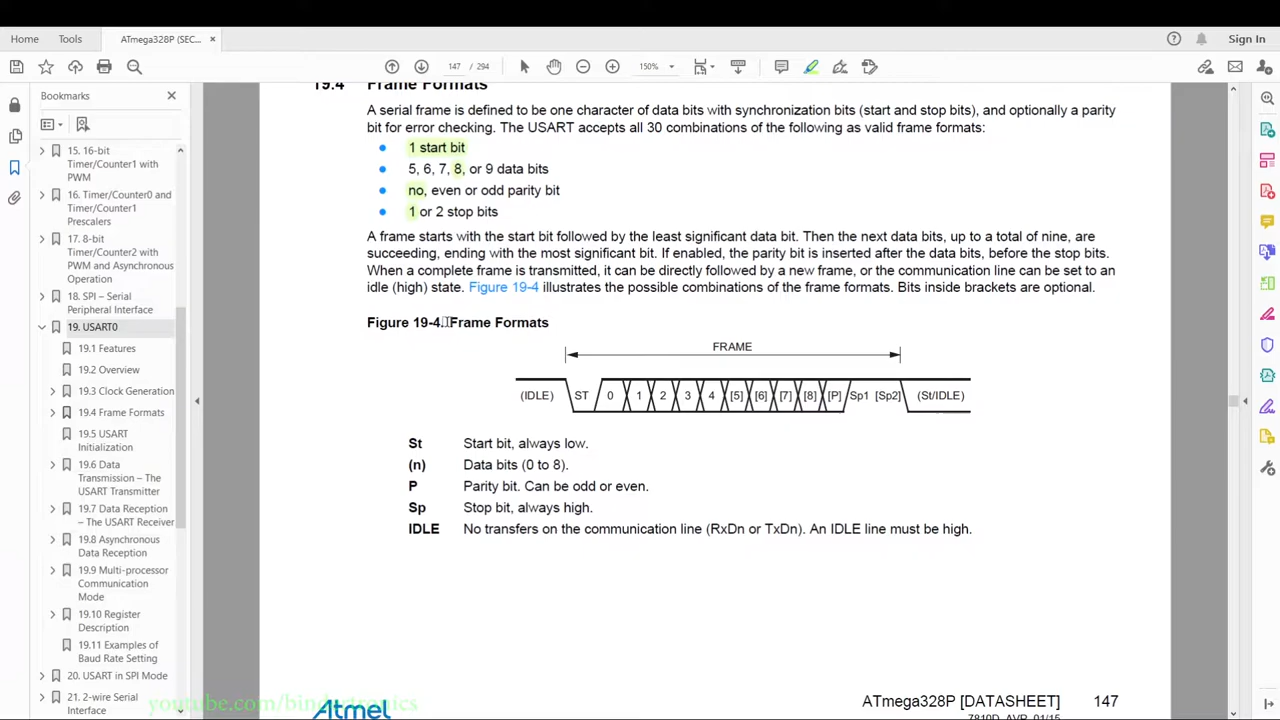 Home
Tools
ATmega328P (SEC...
Sign In
147 / 294
150%
Bookmarks
15. 16-bit
Timer/Counter1 with
PWM
16. Timer/Counter0 and
Timer/Counter1
Prescalers
17. 8-bit
Timer/Counter2 with
PWM and Asynchronous
Operation
18. SPI – Serial
Peripheral Interface
19. USART0
19.1 Features
19.2 Overview
19.3 Clock Generation
19.4 Frame Formats
19.5 USART
Initialization
19.6 Data
Transmission – The
USART Transmitter
19.7 Data Reception
– The USART Receiver
19.8 Asynchronous
Data Reception
19.9 Multi-processor
Communication
Mode
19.10 Register
Description
19.11 Examples of
Baud Rate Setting
20. USART in SPI Mode
21. 2-wire Serial
Interface
19.4 Frame Formats
A serial frame is defined to be one character of data bits with synchronization bits (start and stop bits), and optionally a parity
bit for error checking. The USART accepts all 30 combinations of the following as valid frame formats:
● 1 start bit
● 5, 6, 7, 8, or 9 data bits
● no, even or odd parity bit
● 1 or 2 stop bits
A frame starts with the start bit followed by the least significant data bit. Then the next data bits, up to a total of nine, are
succeeding, ending with the most significant bit. If enabled, the parity bit is inserted after the data bits, before the stop bits.
When a complete frame is transmitted, it can be directly followed by a new frame, or the communication line can be set to an
idle (high) state. Figure 19-4 illustrates the possible combinations of the frame formats. Bits inside brackets are optional.
Figure 19-4. Frame Formats
FRAME
(IDLE) ST 0 1 2 3 4 [5] [6] [7] [8] [P] Sp1 [Sp2] (St/IDLE)
St Start bit, always low.
(n) Data bits (0 to 8).
P Parity bit. Can be odd or even.
Sp Stop bit, always high.
IDLE No transfers on the communication line (RxDn or TxDn). An IDLE line must be high.
Atmel
ATmega328P [DATASHEET] 147
7810D–AVR–01/15